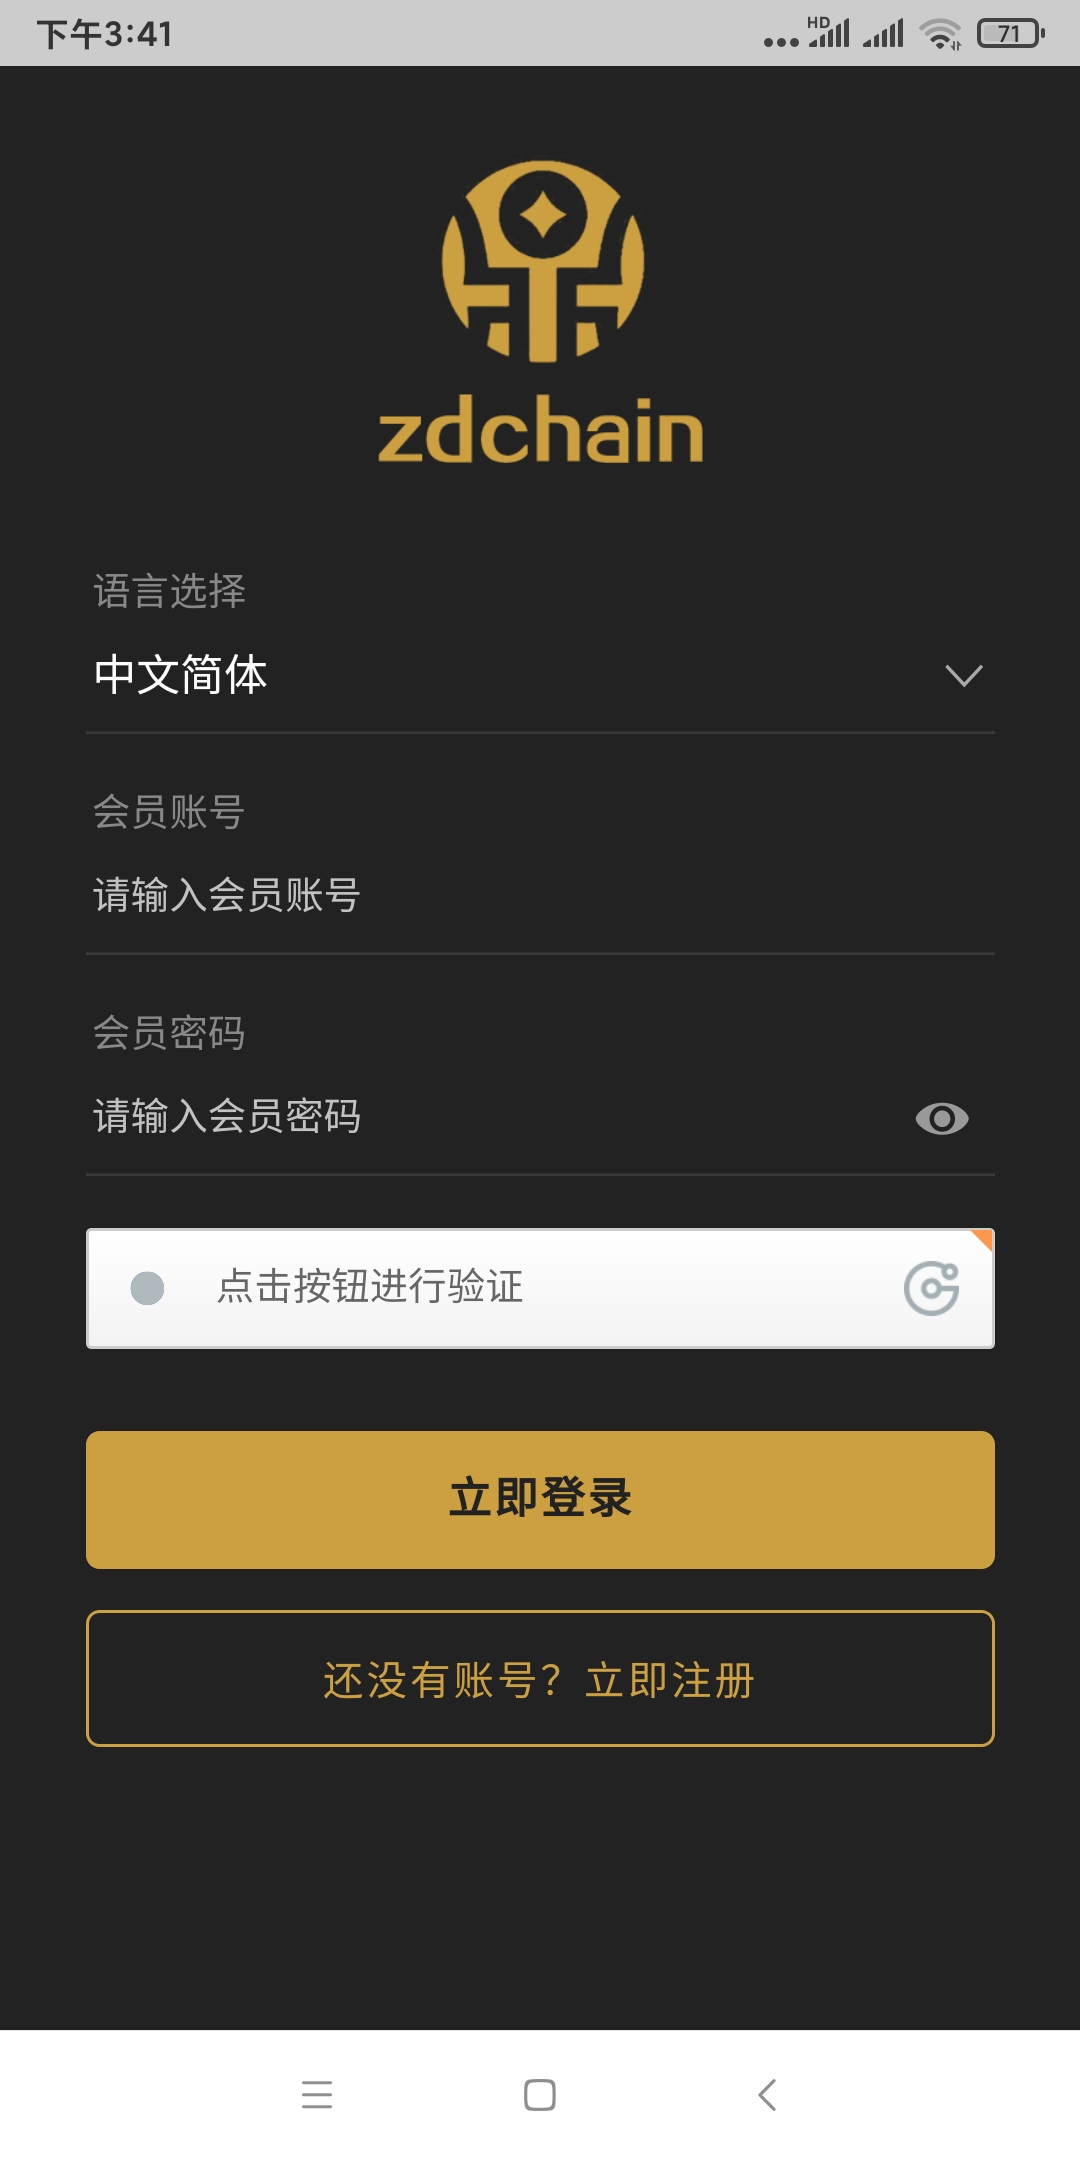 下午3:41
HD
71
zdchain
语言选择
中文简体
会员账号
请输入会员账号
会员密码
请输入会员密码
点击按钮进行验证
立即登录
还没有账号？立即注册